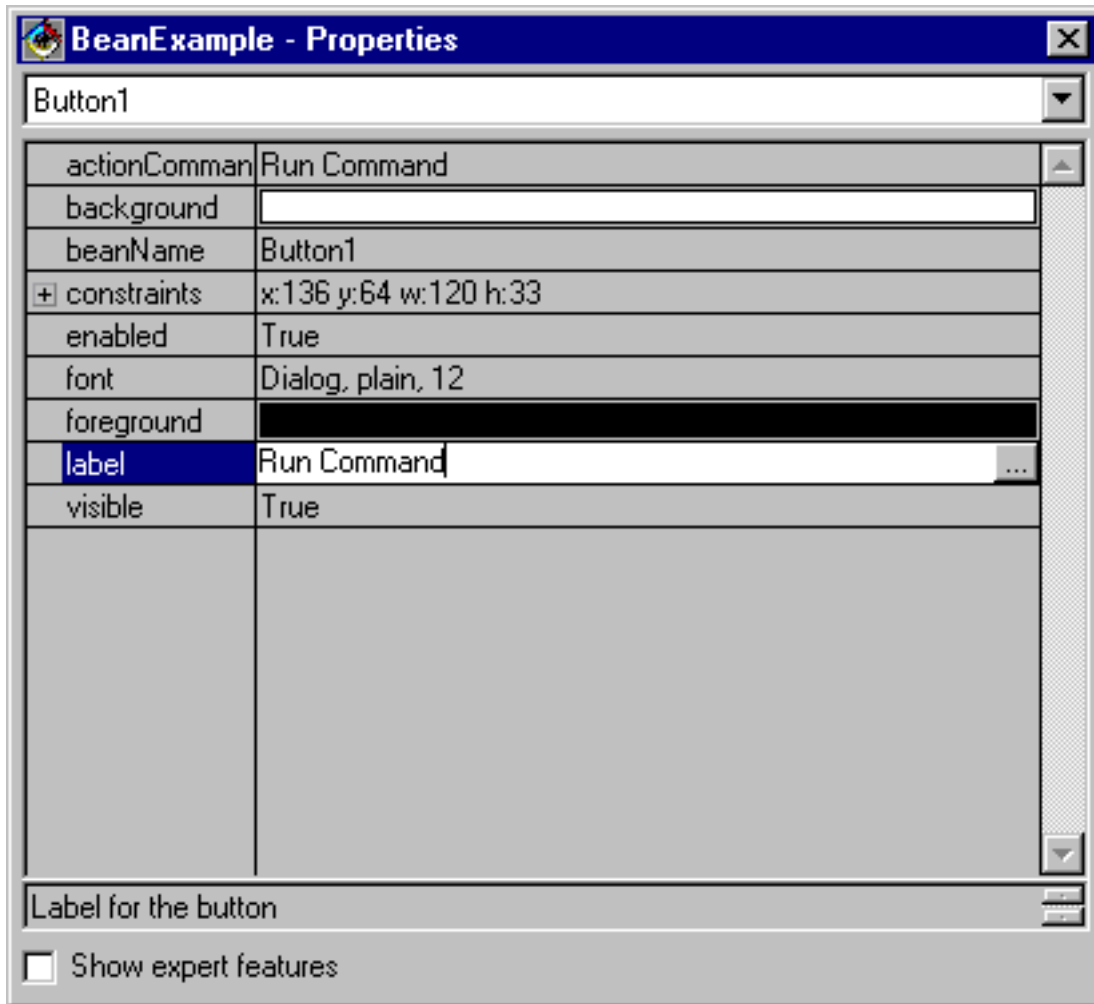 BeanExample - Properties
Button1
actionComman Run Command
background
beanName Button1
+ constraints x:136 y:64 w:120 h:33
enabled True
font Dialog, plain, 12
foreground
label Run Command ...
visible True
Label for the button
Show expert features